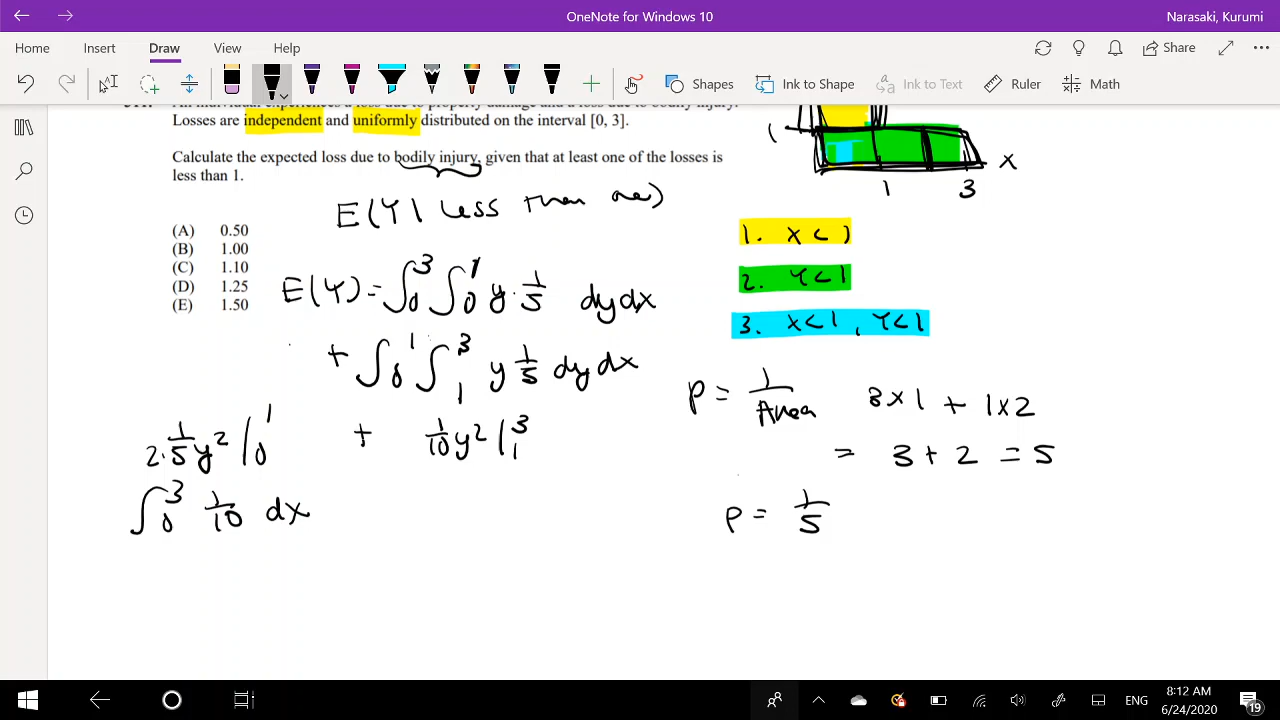 OneNote for Windows 10
Narasaki, Kurumi
Home Insert Draw View Help
Share
Shapes Ink to Shape Ink to Text Ruler Math
Losses are independent and uniformly distributed on the interval [0, 3].
Calculate the expected loss due to bodily injury, given that at least one of the losses is
less than 1.
(A) 0.50
(B) 1.00
(C) 1.10
(D) 1.25
(E) 1.50
E(Y| less than one)
E(Y) = ∫₀³ ∫₀¹ y · 1/5 dy dx
+ ∫₀¹ ∫₁³ y 1/5 dy dx
2 · 1/5 y² |₀¹ + 1/10 y² |₁³
∫₀³ 1/10 dx
1
x
1 3
1. X < 1
2. Y < 1
3. X < 1 , Y < 1
P = 1/Area 3 x 1 + 1 x 2
= 3 + 2 = 5
P = 1/5
ENG
8:12 AM
6/24/2020
19